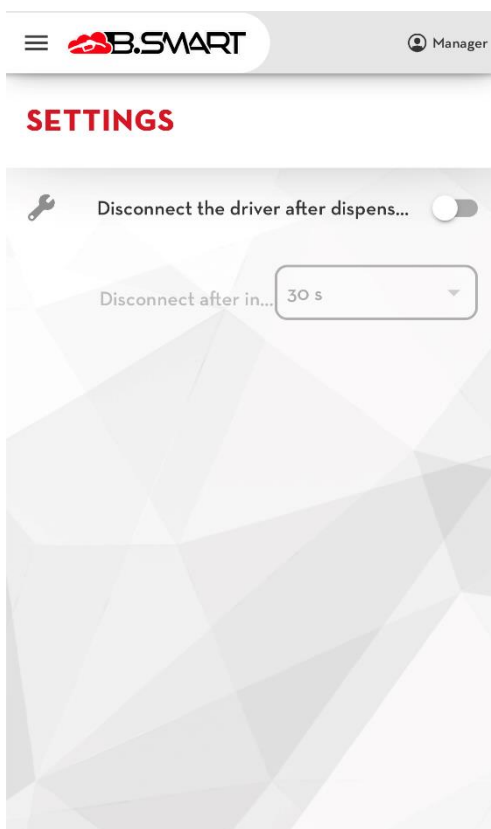 B.SMART
Manager
SETTINGS
Disconnect the driver after dispens...
Disconnect after in...
30 s